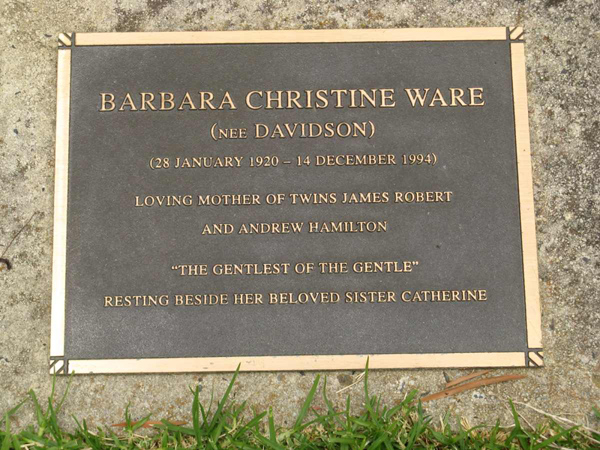 BARBARA CHRISTINE WARE
(NEE DAVIDSON)
(28 JANUARY 1920 – 14 DECEMBER 1994)
LOVING MOTHER OF TWINS JAMES ROBERT
AND ANDREW HAMILTON
“THE GENTLEST OF THE GENTLE”
RESTING BESIDE HER BELOVED SISTER CATHERINE